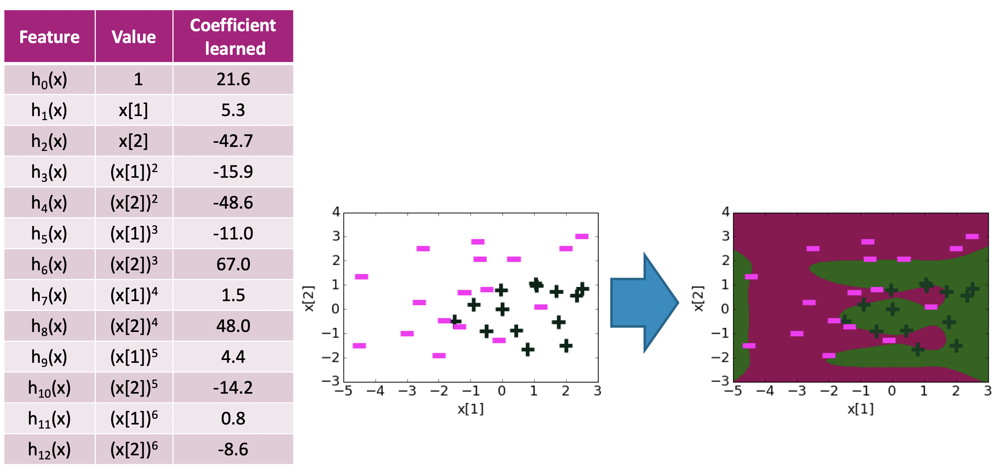 Feature Value Coefficient learned
h0(x) 1 21.6
h1(x) x[1] 5.3
h2(x) x[2] -42.7
h3(x) (x[1])2 -15.9
h4(x) (x[2])2 -48.6
h5(x) (x[1])3 -11.0
h6(x) (x[2])3 67.0
h7(x) (x[1])4 1.5
h8(x) (x[2])4 48.0
h9(x) (x[1])5 4.4
h10(x) (x[2])5 -14.2
h11(x) (x[1])6 0.8
h12(x) (x[2])6 -8.6
4
3
2
1
0
−1
−2
−3
x[2]
−5 −4 −3 −2 −1 0 1 2 3
x[1]
4
3
2
1
0
−1
−2
−3
x[2]
−5 −4 −3 −2 −1 0 1 2 3
x[1]